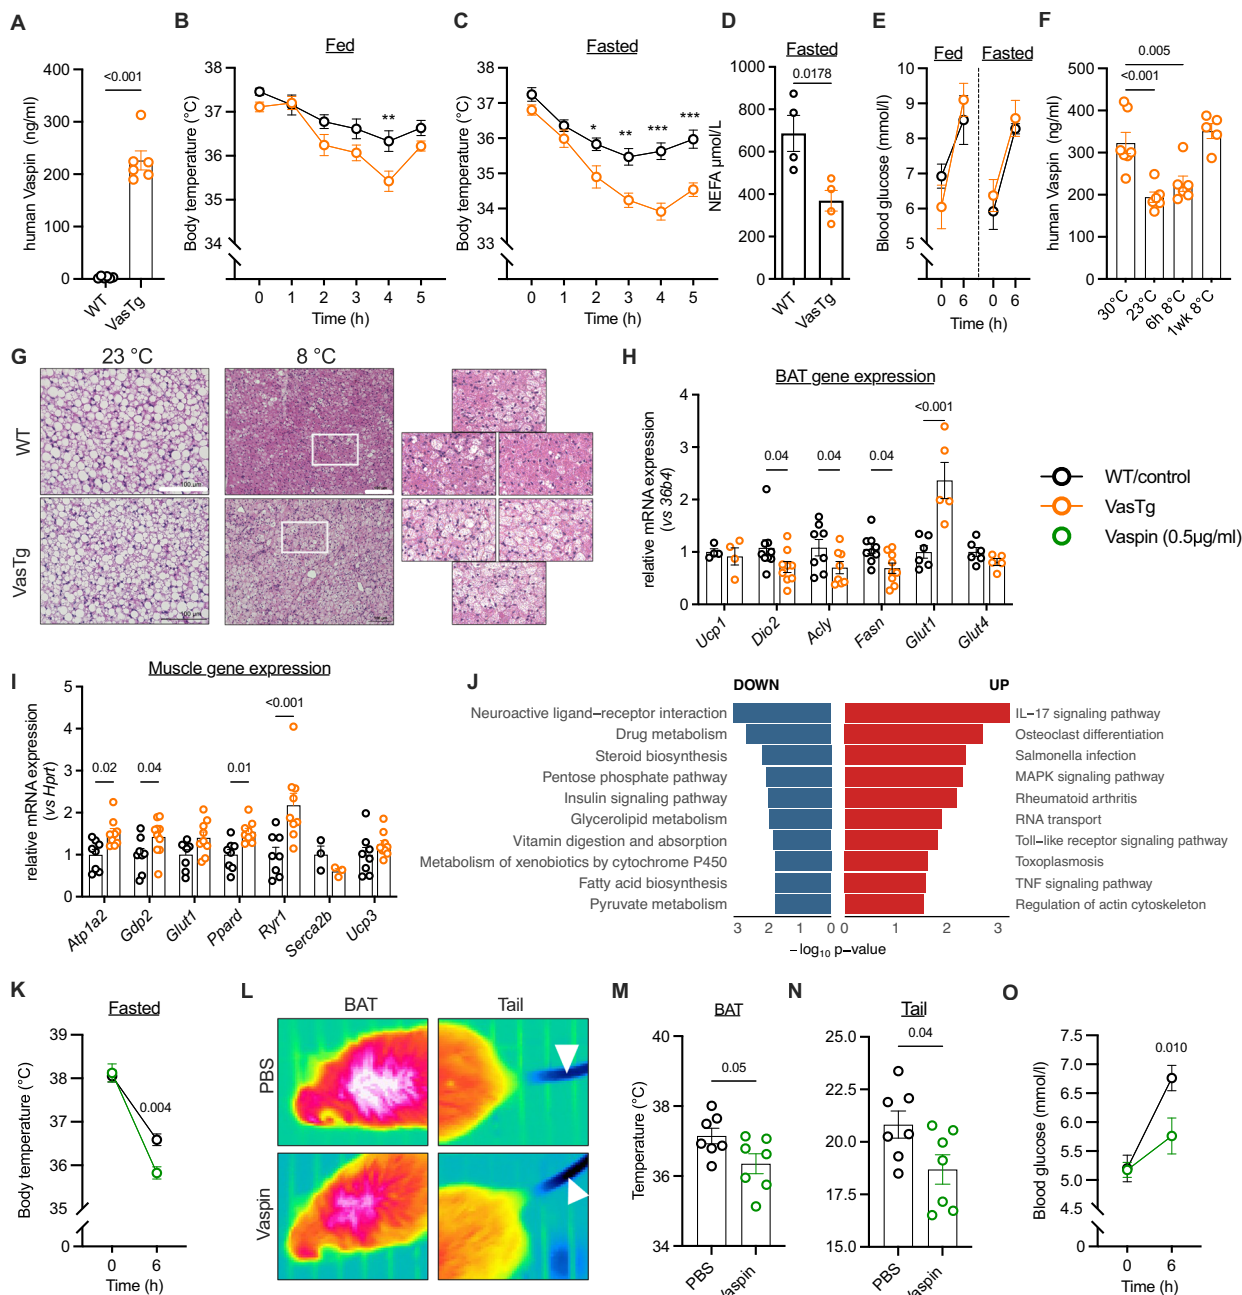 A
<0.001
human Vaspin (ng/ml)
400
300
200
100
0
WT
VasTg
B
Fed
Body temperature (°C)
38
37
36
35
34
0 1 2 3 4 5
Time (h)
**
C
Fasted
Body temperature (°C)
38
37
36
35
34
33
0 1 2 3 4 5
Time (h)
* ** *** ***
D
Fasted
0.0178
NEFA µmol/L
1000
800
600
400
200
0
WT
VasTg
E
Fed Fasted
Blood glucose (mmol/l)
10
9
8
7
6
5
0 6 0 6
Time (h)
F
0.005
<0.001
human Vaspin (ng/ml)
500
400
300
200
100
0
30°C
23°C
6h 8°C
1wk 8°C
G
23 °C 8 °C
WT
VasTg
100 µm
100 µm
H
BAT gene expression
relative mRNA expression
(vs 36b4)
4
3
2
1
0
0.04 0.04 0.04 <0.001
Ucp1
Dio2
Acly
Fasn
Glut1
Glut4
WT/control
VasTg
Vaspin (0.5µg/ml)
I
Muscle gene expression
relative mRNA expression
(vs Hprt)
5
4
3
2
1
0
0.02 0.04 0.01 <0.001
Atp1a2
Gdp2
Glut1
Ppard
Ryr1
Serca2b
Ucp3
J
DOWN UP
Neuroactive ligand−receptor interaction
Drug metabolism
Steroid biosynthesis
Pentose phosphate pathway
Insulin signaling pathway
Glycerolipid metabolism
Vitamin digestion and absorption
Metabolism of xenobiotics by cytochrome P450
Fatty acid biosynthesis
Pyruvate metabolism
IL−17 signaling pathway
Osteoclast differentiation
Salmonella infection
MAPK signaling pathway
Rheumatoid arthritis
RNA transport
Toll−like receptor signaling pathway
Toxoplasmosis
TNF signaling pathway
Regulation of actin cytoskeleton
3 2 1 0 0 1 2 3
−log10 p−value
K
Fasted
Body temperature (°C)
39
38
37
36
35
0
0.004
0 6
Time (h)
L
BAT Tail
PBS
Vaspin
M
BAT
0.05
Temperature (°C)
38
37
36
34
PBS
Vaspin
N
Tail
0.04
25.0
22.5
20.0
17.5
15.0
PBS
Vaspin
O
Blood glucose (mmol/l)
7.5
7.0
6.5
6.0
5.5
5.0
4.5
0
0.010
0 6
Time (h)